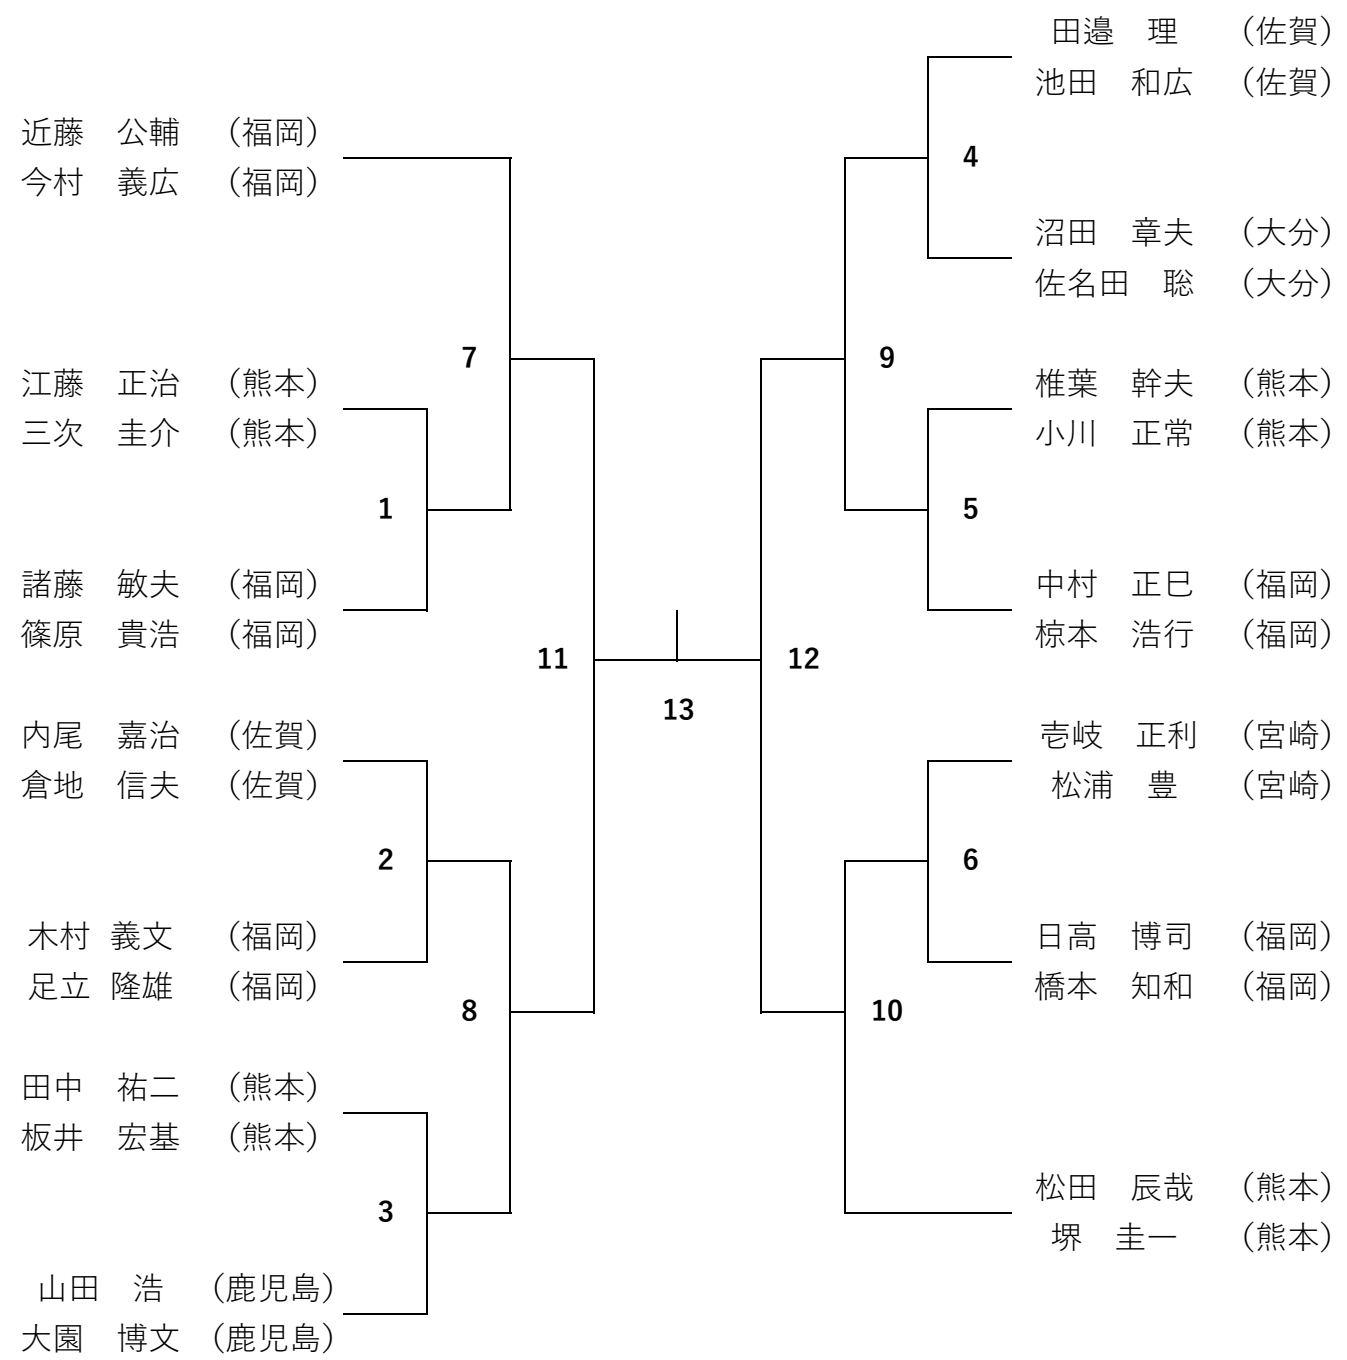 近藤　公輔　（福岡）
今村　義広　（福岡）
7
江藤　正治　（熊本）
三次　圭介　（熊本）
1
諸藤　敏夫　（福岡）
篠原　貴浩　（福岡）
11
内尾　嘉治　（佐賀）
倉地　信夫　（佐賀）
2
木村　義文　（福岡）
足立　隆雄　（福岡）
8
田中　祐二　（熊本）
板井　宏基　（熊本）
3
山田　浩　（鹿児島）
大園　博文　（鹿児島）
13
田邉　理　（佐賀）
池田　和広　（佐賀）
4
沼田　章夫　（大分）
佐名田　聡　（大分）
9
椎葉　幹夫　（熊本）
小川　正常　（熊本）
5
中村　正巳　（福岡）
椋本　浩行　（福岡）
12
壱岐　正利　（宮崎）
松浦　豊　（宮崎）
6
日高　博司　（福岡）
橋本　知和　（福岡）
10
松田　辰哉　（熊本）
堺　圭一　（熊本）